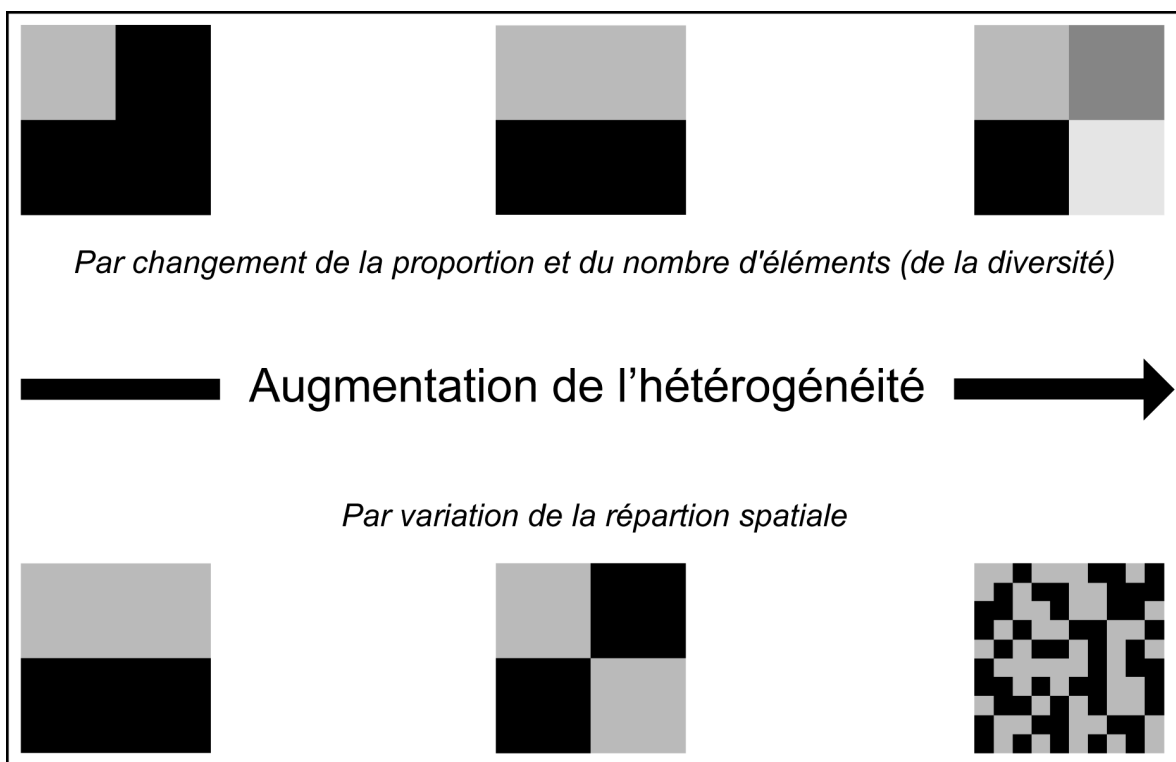 Par changement de la proportion et du nombre d'éléments (de la diversité)
Augmentation de l’hétérogénéité
Par variation de la répartion spatiale